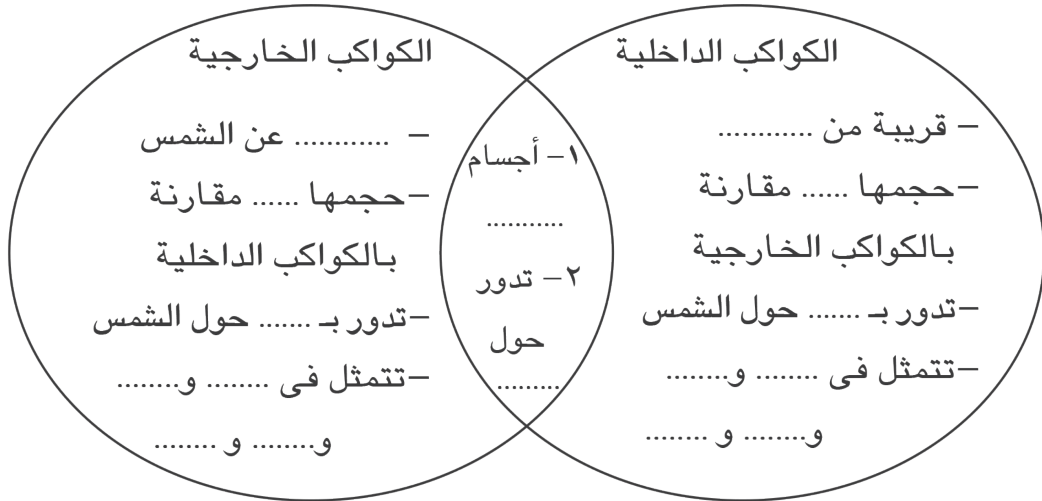 الكواكب الداخلية
– قريبة من ............
–حجمها ...... مقارنة
بالكواكب الخارجية
–تدور بـ ....... حول الشمس
–تتمثل فى ........ و........
و........ و ........
١– أجسام
...........
٢– تدور
حول
.........
الكواكب الخارجية
– ............ عن الشمس
–حجمها ...... مقارنة
بالكواكب الداخلية
–تدور بـ ....... حول الشمس
–تتمثل فى ........ و........
و........ و ........